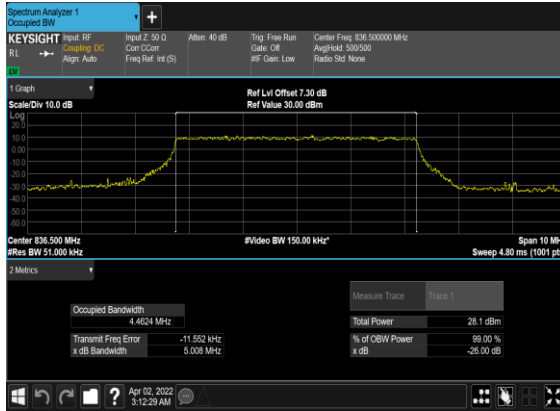 Spectrum Analyzer 1
Occupied BW
+
KEYSIGHT Input: RF Input Z: 50 Ω Atten: 40 dB Trig: Free Run Center Freq: 836.500000 MHz
RL Coupling: DC Corr CCorr Gate: Off Avg|Hold: 500/500
Align: Auto Freq Ref: Int (S) #IF Gain: Low Radio Std: None
LU
1 Graph
Ref Lvl Offset 7.30 dB
Scale/Div 10.0 dB Ref Value 30.00 dBm
Log
20.0
10.0
0.00
-10.0
-20.0
-30.0
-40.0
-50.0
-60.0
Center 836.500 MHz #Video BW 150.00 kHz* Span 10 MH
#Res BW 51.000 kHz Sweep 4.80 ms (1001 pt
2 Metrics
Measure Trace Trace 1
Occupied Bandwidth
4.4624 MHz Total Power 28.1 dBm
Transmit Freq Error -11.552 kHz % of OBW Power 99.00 %
x dB Bandwidth 5.008 MHz x dB -26.00 dB
? Apr 02, 2022
3:12:29 AM